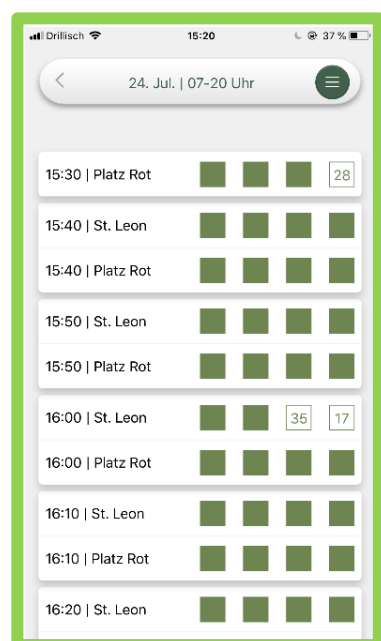 Drillisch 15:20 37 %
24. Jul. | 07-20 Uhr
15:30 | Platz Rot 28
15:40 | St. Leon
15:40 | Platz Rot
15:50 | St. Leon
15:50 | Platz Rot
16:00 | St. Leon 35 17
16:00 | Platz Rot
16:10 | St. Leon
16:10 | Platz Rot
16:20 | St. Leon